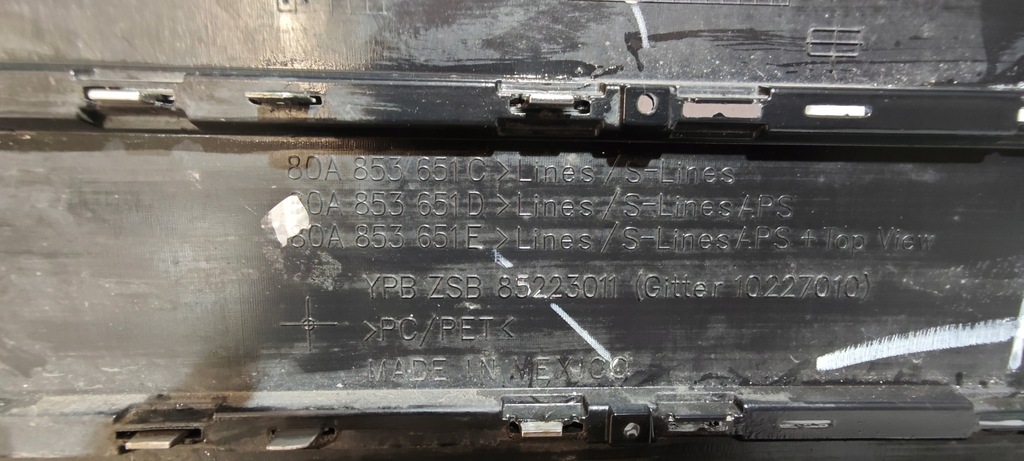 80A 853 651 C >Lines / S-Lines
80A 853 651 D >Lines / S-Lines/APS
80A 853 651 E >Lines / S-Lines/APS + Top View
YPB ZSB 85223011 (Gitter 10227010)
>PC/PET<
MADE IN MEXICO